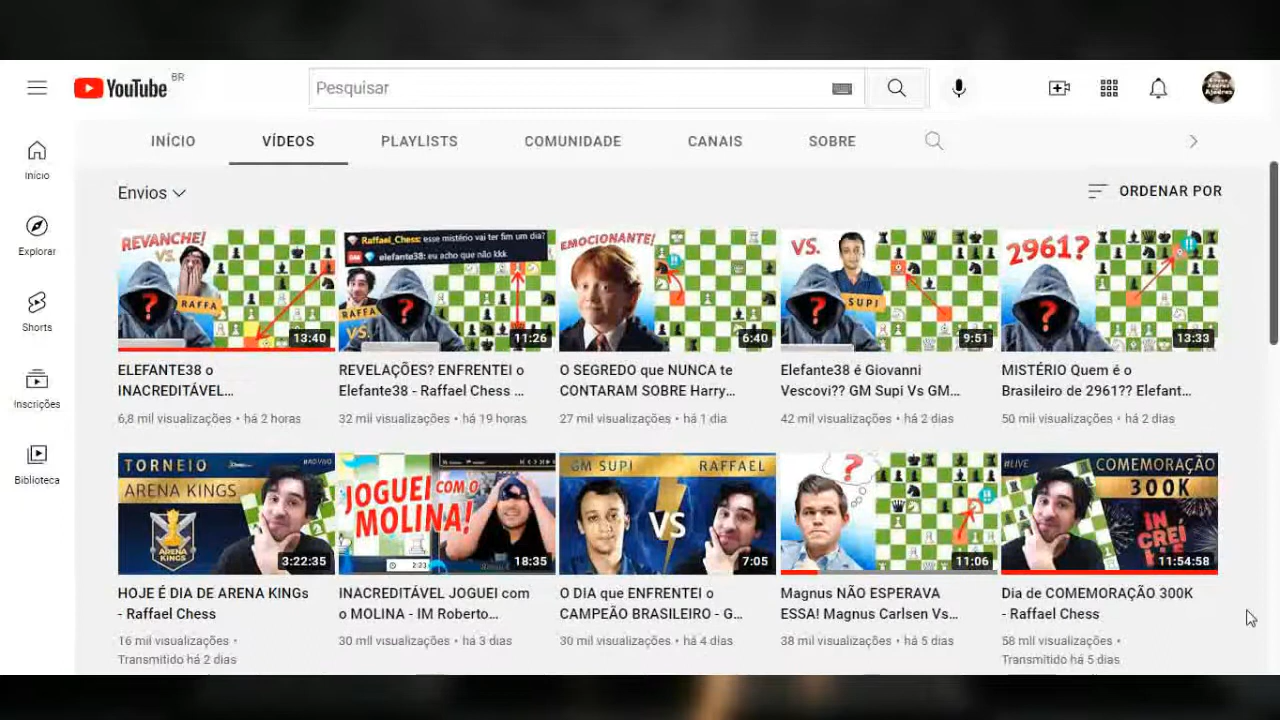 YouTube BR
Pesquisar
INÍCIO VÍDEOS PLAYLISTS COMUNIDADE CANAIS SOBRE
Início
Explorar
Shorts
Inscrições
Biblioteca
Envios
ORDENAR POR
REVANCHE!
VS.
?
RAFFA
13:40
Raffael_Chess: esse mistério vai ter fim um dia?
GM elefante38: eu acho que não kkk
RAFFA
VS.
?
11:26
EMOCIONANTE!
!!
6:40
VS.
?
SUPI
9:51
2961?
!!
?
13:33
ELEFANTE38 o
INACREDITÁVEL...
6,8 mil visualizações • há 2 horas
REVELAÇÕES? ENFRENTEI o
Elefante38 - Raffael Chess ...
32 mil visualizações • há 19 horas
O SEGREDO que NUNCA te
CONTARAM SOBRE Harry...
27 mil visualizações • há 1 dia
Elefante38 é Giovanni
Vescovi?? GM Supi Vs GM...
42 mil visualizações • há 2 dias
MISTÉRIO Quem é o
Brasileiro de 2961?? Elefant...
50 mil visualizações • há 2 dias
TORNEIO
#AOVIVO
ARENA KINGS
ARENA
KINGS
3:22:35
JOGUEI COM O
MOLINA!
18:35
GM SUPI RAFFAEL
VS
7:05
?
!!
11:06
#LIVE COMEMORAÇÃO
300K
IN
CREÍ
11:54:58
HOJE É DIA DE ARENA KINGs
- Raffael Chess
16 mil visualizações •
Transmitido há 2 dias
INACREDITÁVEL JOGUEI com
o MOLINA - IM Roberto...
30 mil visualizações • há 3 dias
O DIA que ENFRENTEI o
CAMPEÃO BRASILEIRO - G...
30 mil visualizações • há 4 dias
Magnus NÃO ESPERAVA
ESSA! Magnus Carlsen Vs...
38 mil visualizações • há 5 dias
Dia de COMEMORAÇÃO 300K
- Raffael Chess
58 mil visualizações •
Transmitido há 5 dias